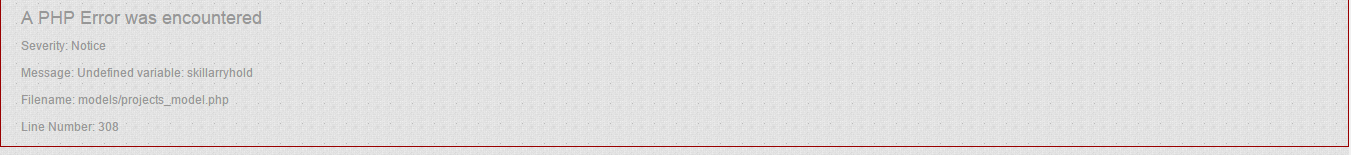 A PHP Error was encountered
Severity: Notice
Message: Undefined variable: skillarryhold
Filename: models/projects_model.php
Line Number: 308